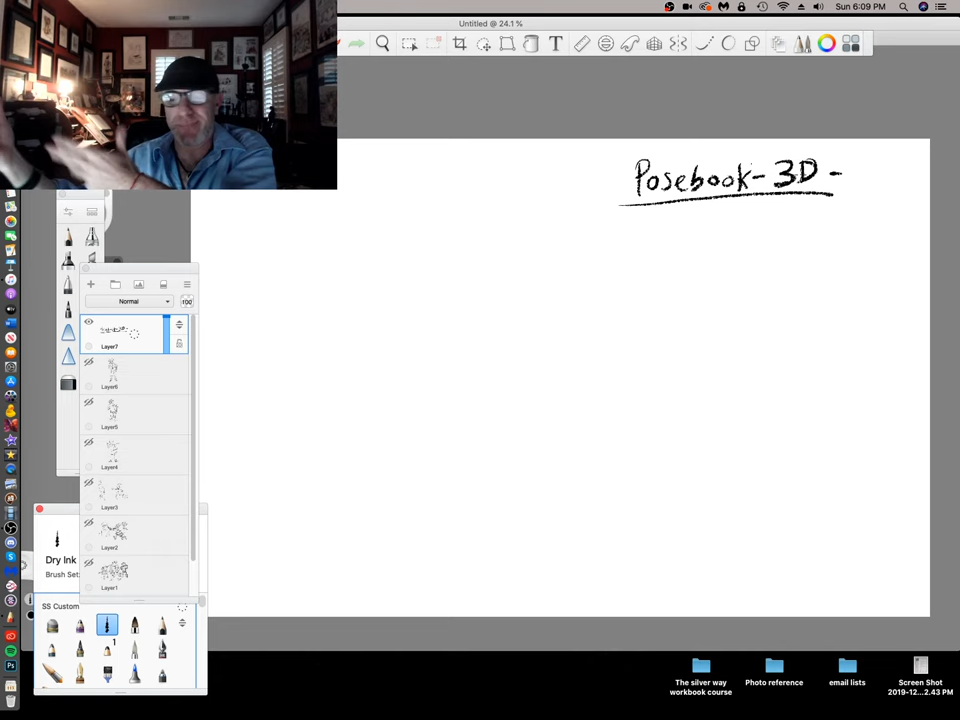 Sun 6:09 PM
Untitled @ 24.1 %
T
Posebook- 3D -
Normal
100
Layer7
Layer6
Layer5
Layer4
Layer3
Layer2
Layer1
Dry Ink
Brush Set:
SS Custom
1
The silver way
workbook course
Photo reference
email lists
Screen Shot
2019-12...2.43 PM
Ps